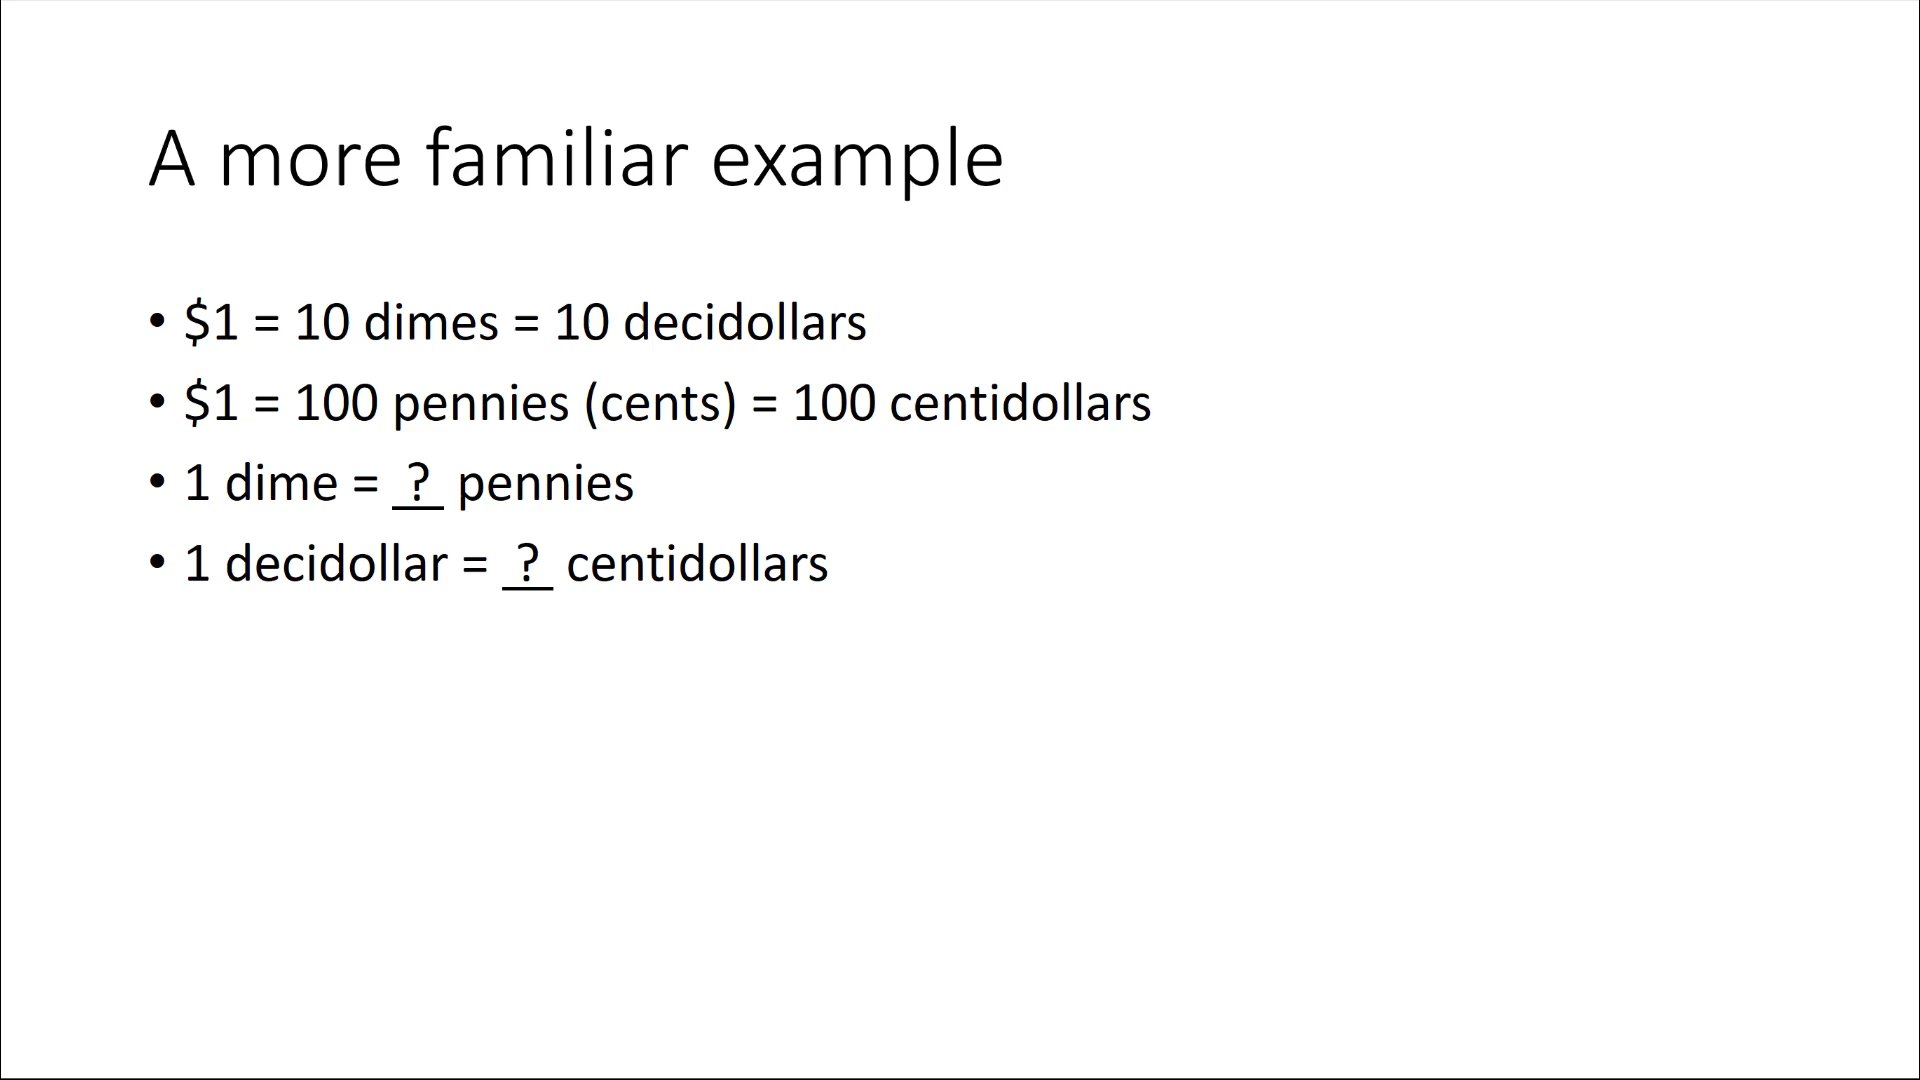 A more familiar example
• $1 = 10 dimes = 10 decidollars
• $1 = 100 pennies (cents) = 100 centidollars
• 1 dime = _?_ pennies
• 1 decidollar = _?_ centidollars